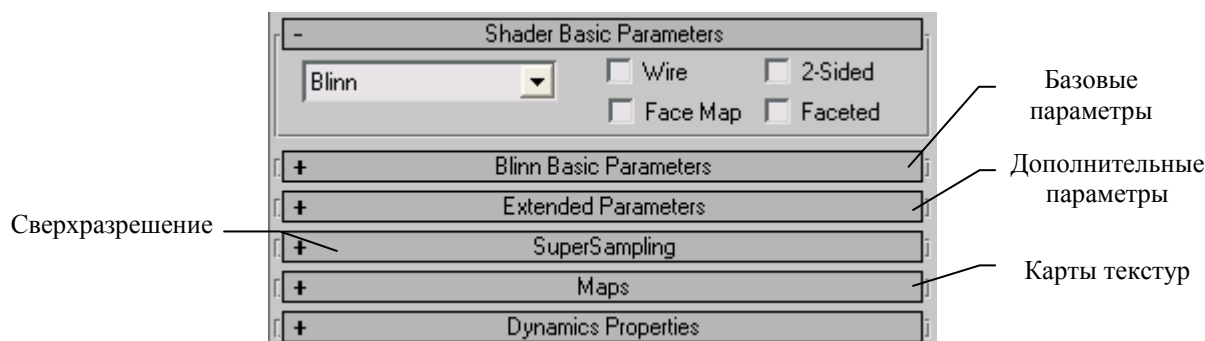 - Shader Basic Parameters
Blinn
Wire
2-Sided
Face Map
Faceted
Базовые
параметры
+ Blinn Basic Parameters
Дополнительные
параметры
+ Extended Parameters
Сверхразрешение
+ SuperSampling
+ Maps
Карты текстур
+ Dynamics Properties